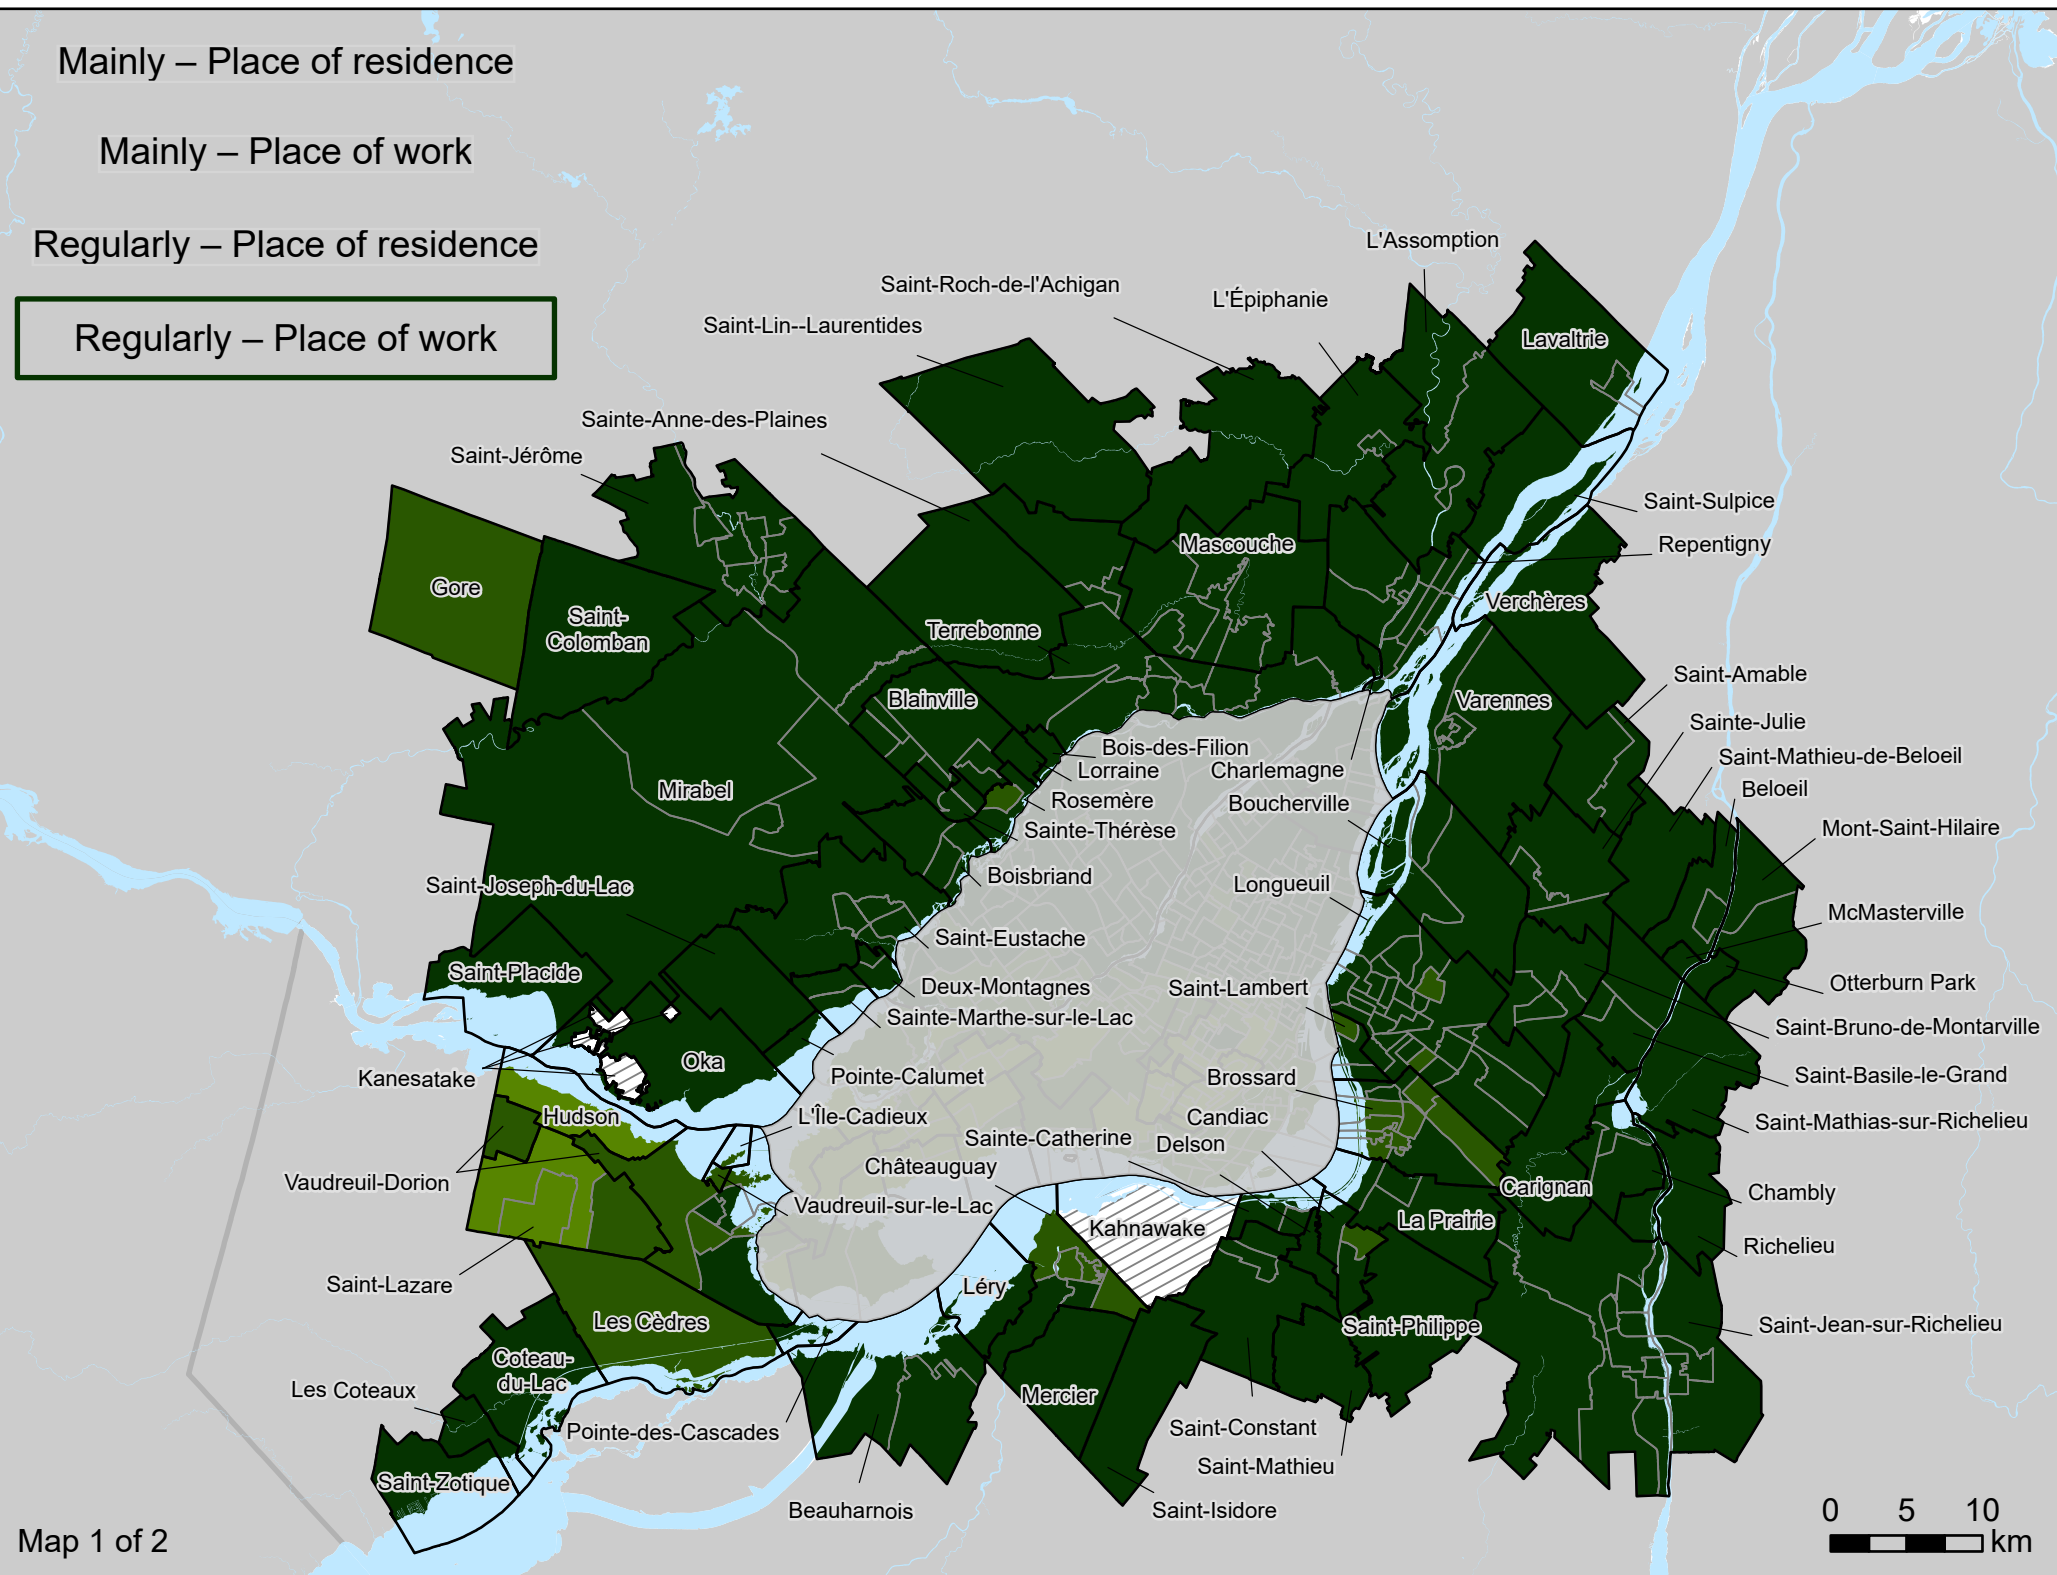 Mainly – Place of residence
Mainly – Place of work
Regularly – Place of residence
Regularly – Place of work
L'Assomption
Saint-Roch-de-l'Achigan
L'Épiphanie
Saint-Lin--Laurentides
Lavaltrie
Sainte-Anne-des-Plaines
Saint-Jérôme
Saint-Sulpice
Mascouche
Repentigny
Gore
Saint-
Colomban
Verchères
Terrebonne
Saint-Amable
Blainville
Varennes
Sainte-Julie
Bois-des-Filion
Saint-Mathieu-de-Beloeil
Lorraine
Charlemagne
Mirabel
Beloeil
Rosemère
Boucherville
Sainte-Thérèse
Mont-Saint-Hilaire
Boisbriand
Longueuil
Saint-Joseph-du-Lac
McMasterville
Saint-Eustache
Saint-Placide
Otterburn Park
Deux-Montagnes
Saint-Lambert
Sainte-Marthe-sur-le-Lac
Saint-Bruno-de-Montarville
Oka
Kanesatake
Pointe-Calumet
Brossard
Saint-Basile-le-Grand
Hudson
L'Île-Cadieux
Candiac
Saint-Mathias-sur-Richelieu
Sainte-Catherine
Delson
Châteauguay
Vaudreuil-Dorion
Carignan
Chambly
Vaudreuil-sur-le-Lac
Kahnawake
La Prairie
Richelieu
Saint-Lazare
Léry
Les Cèdres
Saint-Philippe
Saint-Jean-sur-Richelieu
Coteau-
du-Lac
Les Coteaux
Mercier
Pointe-des-Cascades
Saint-Constant
Saint-Mathieu
Saint-Zotique
Beauharnois
Saint-Isidore
0 5 10
km
Map 1 of 2